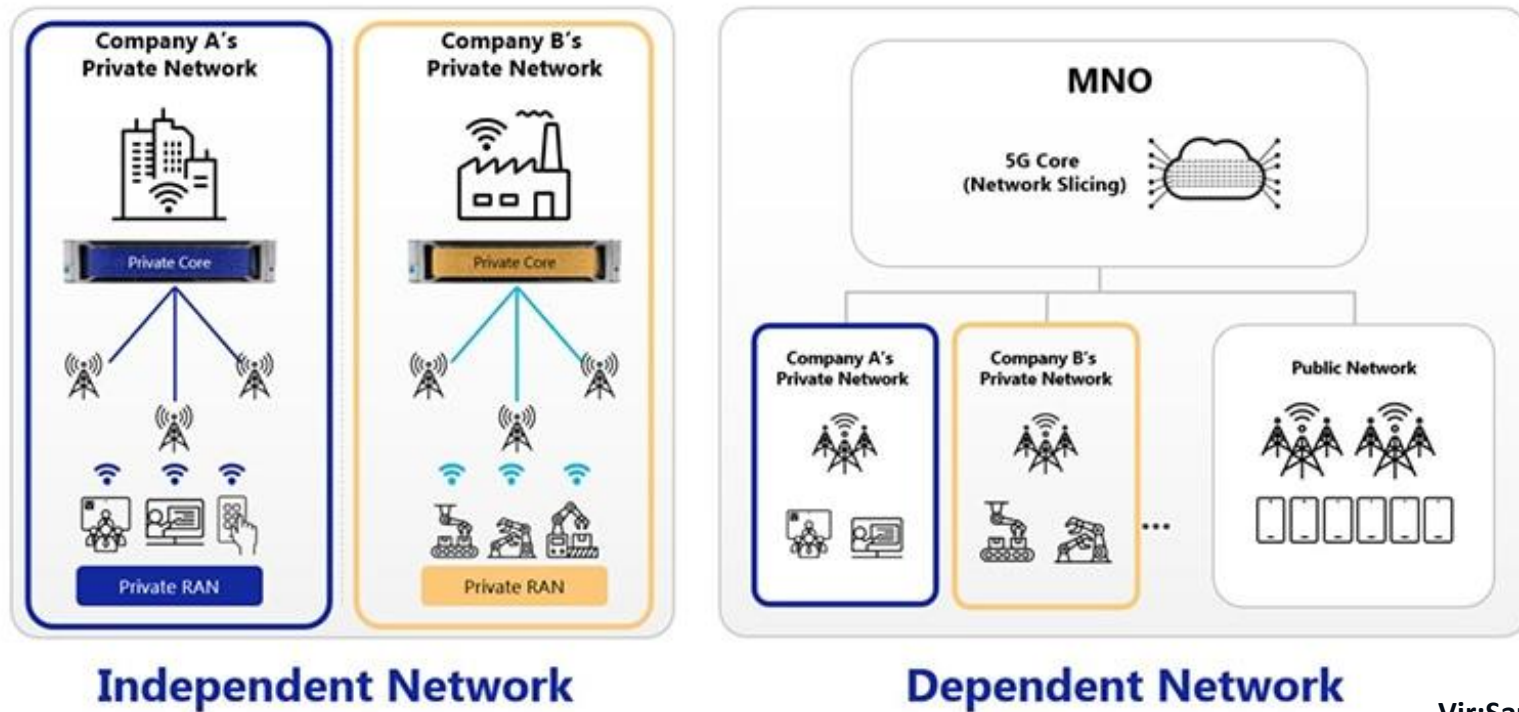 Company A's
Private Network
Private Core
Private RAN
Company B's
Private Network
Private Core
Private RAN
Independent Network
MNO
5G Core
(Network Slicing)
Company A's
Private Network
Company B's
Private Network
...
Public Network
Dependent Network